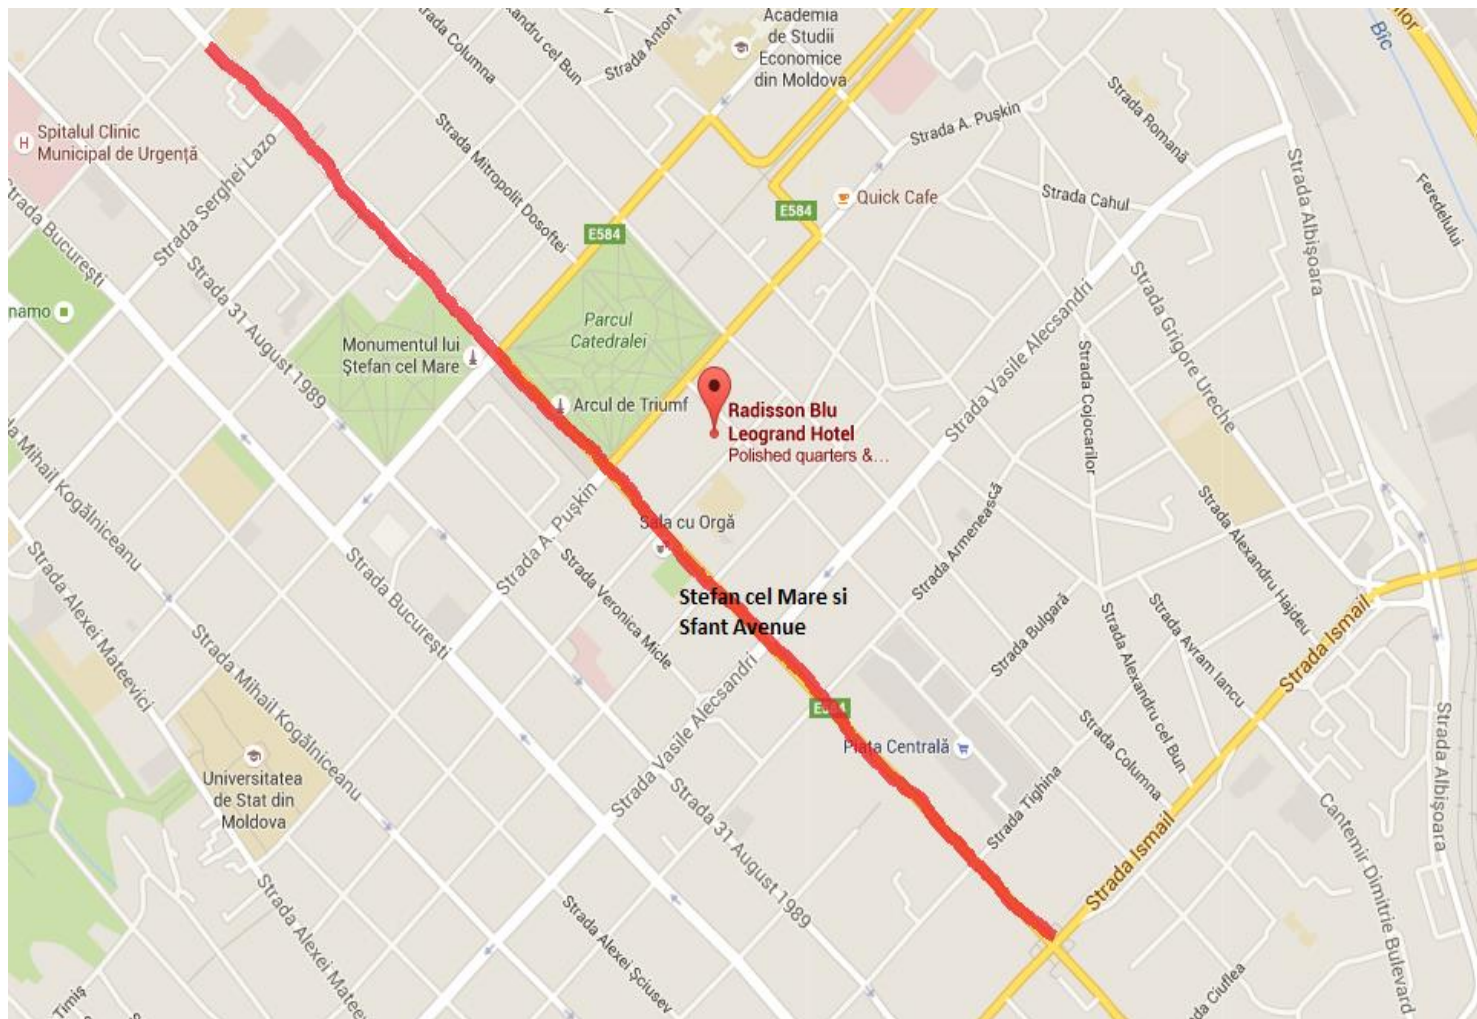 Strada Columna
Alexandru cel Bun
Strada Anton
Academia
de Studii
Economice
din Moldova
Bîc
Spitalul Clinic
Municipal de Urgență
H
Strada Serghei Lazo
Strada Mitropolit Dosoftei
Strada A. Pușkin
Strada Romană
Strada Cahul
Strada Albișoara
Feredelului
Quick Cafe
E584
E584
Strada București
Strada 31 August 1989
namo
Monumentul lui
Ștefan cel Mare
Parcul
Catedralei
Arcul de Triumf
Radisson Blu
Leogrand Hotel
Polished quarters &...
Strada Vasile Alecsandri
Strada Grigore Ureche
Strada Cojocarilor
Strada Mihail Kogălniceanu
Strada Alexei Mateevici
Strada București
Strada A. Pușkin
Sala cu Orgă
Strada Veronica Micle
Stefan cel Mare si
Sfant Avenue
Strada Armenească
Strada Bulgară
Strada Alexandru Hajdeu
Strada Avram Iancu
Strada Alexandru cel Bun
Strada Ismail
Strada Mihail Kogălniceanu
Strada Vasile Alecsandri
E584
Piața Centrală
Strada Columna
Strada Tighina
Strada Albișoara
Universitatea
de Stat din
Moldova
Strada 31 August 1989
Strada Ismail
Cantemir Dimitrie Bulevard
Strada Alexei Mateevici
Strada Alexei Șciusev
Timiș
Strada Ciuflea